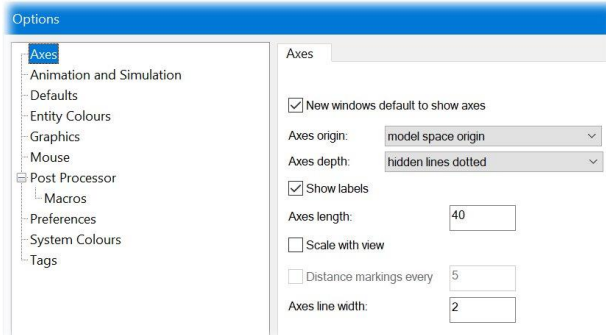 Options
Axes
Animation and Simulation
Defaults
Entity Colours
Graphics
Mouse
Post Processor
Macros
Preferences
System Colours
Tags
Axes
New windows default to show axes
Axes origin: model space origin
Axes depth: hidden lines dotted
Show labels
Axes length: 40
Scale with view
Distance markings every 5
Axes line width: 2